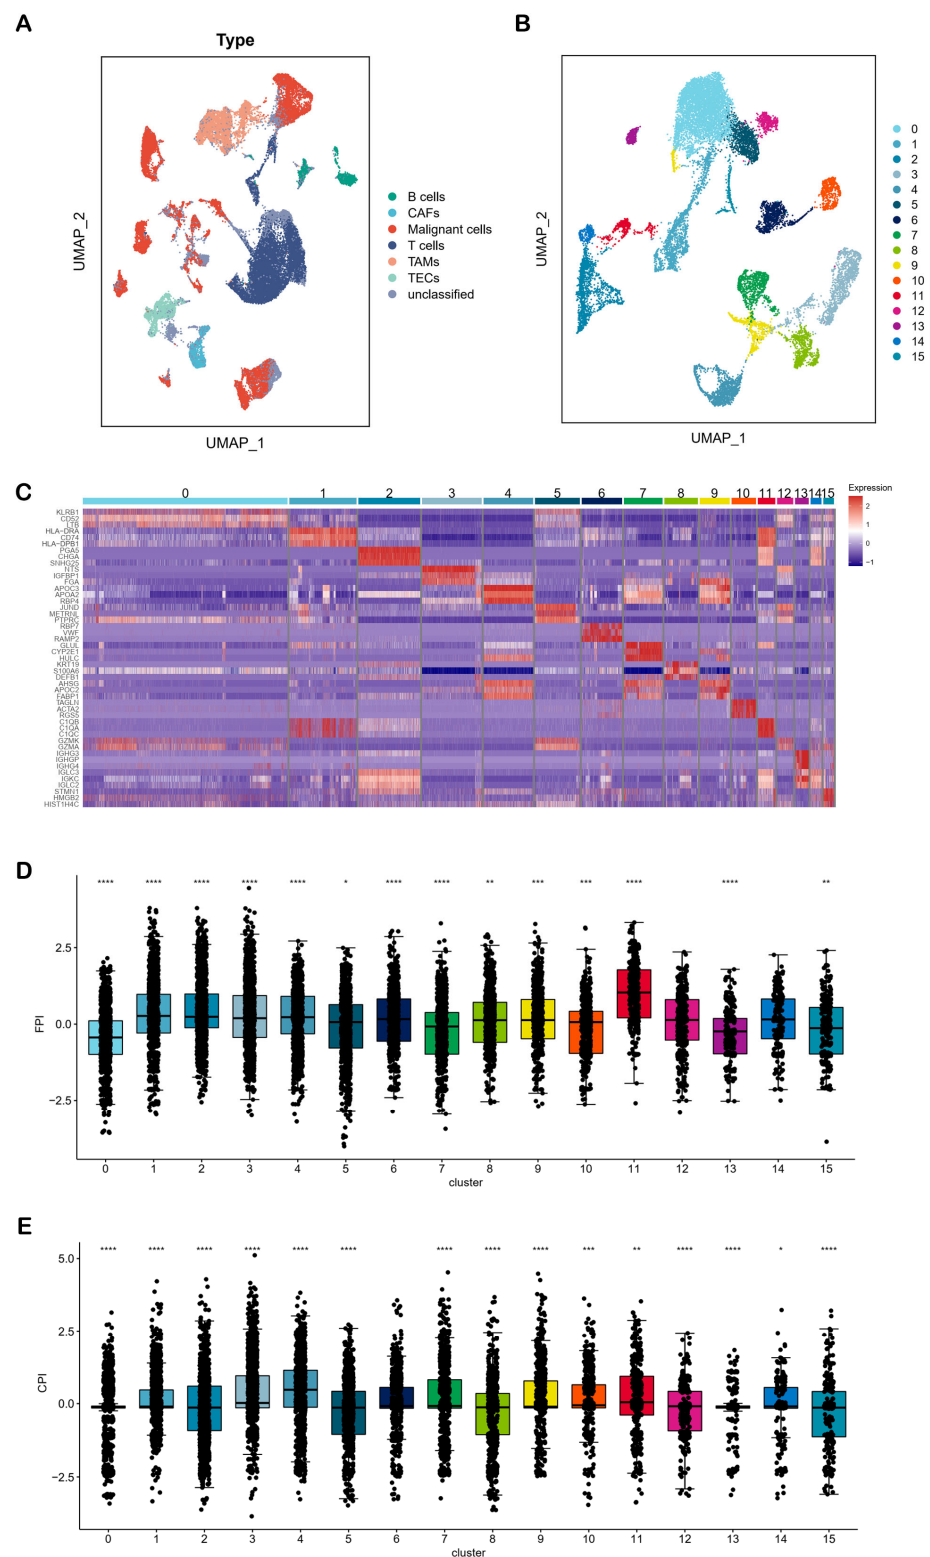 A
B
Type
UMAP_2
UMAP_1
B cells
CAFs
Malignant cells
T cells
TAMs
TECs
unclassified
UMAP_2
UMAP_1
0
1
2
3
4
5
6
7
8
9
10
11
12
13
14
15
C
0 1 2 3 4 5 6 7 8 9 10 11 12 13 14 15
KLRB1
CD52
LTB
HLA-DRA
CD74
HLA-DPB1
PGA5
CHGA
SNHG25
NTS
IGFBP1
FGA
APOC3
APOA2
RBP4
JUND
METRNL
PTPRC
RBP7
VWF
RAMP2
GLUL
CYP2E1
HULC
KRT19
S100A6
DEFB1
AHSG
APOC2
FABP1
TAGLN
ACTA2
RGS5
C1QB
C1QA
C1QC
GZMK
GZMA
IGHG3
IGHGP
IGHG4
IGLC3
IGKC
IGLC2
STMN1
HMGB2
HIST1H4C
Expression
2
1
0
−1
D
**** **** **** **** **** * **** **** ** *** *** **** **** **
FPI
2.5
0.0
−2.5
0 1 2 3 4 5 6 7 8 9 10 11 12 13 14 15
cluster
E
**** **** **** **** **** **** **** **** **** *** ** **** **** * ****
CPI
5.0
2.5
0.0
−2.5
0 1 2 3 4 5 6 7 8 9 10 11 12 13 14 15
cluster